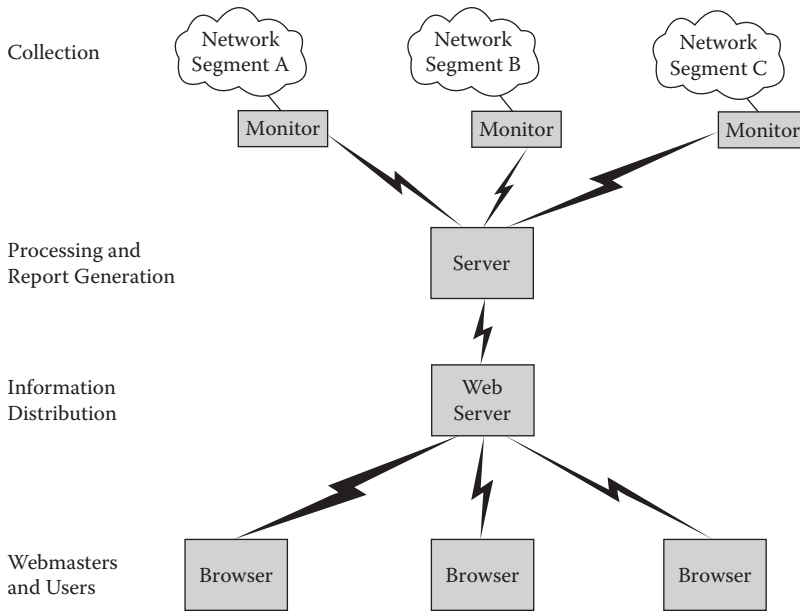 Collection
Network
Segment A
Network
Segment B
Network
Segment C
Monitor
Monitor
Monitor
Processing and
Report Generation
Server
Information
Distribution
Web
Server
Webmasters
and Users
Browser
Browser
Browser